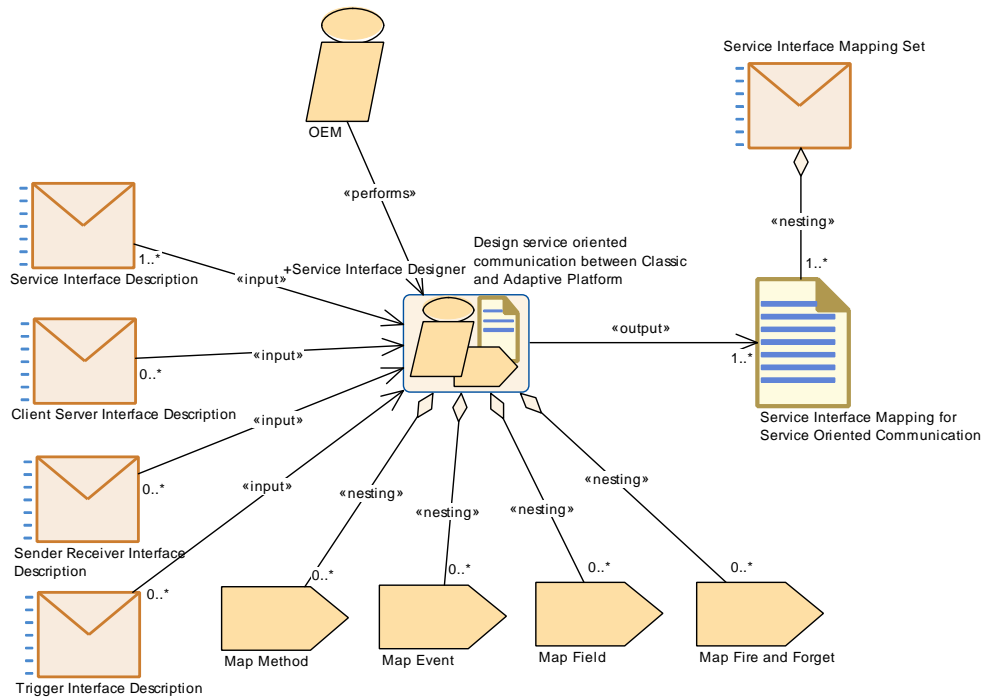 Service Interface Mapping Set
OEM
«performs»
«nesting»
1..*
Service Interface Description
1..*
«input»
+Service Interface Designer
Design service oriented
communication between Classic
and Adaptive Platform
«output»
1..*
Service Interface Mapping for
Service Oriented Communication
Client Server Interface Description
0..*
«input»
Sender Receiver Interface
Description
0..*
«input»
Trigger Interface Description
0..*
«input»
«nesting»
«nesting»
«nesting»
«nesting»
0..*
0..*
0..*
0..*
Map Method
Map Event
Map Field
Map Fire and Forget